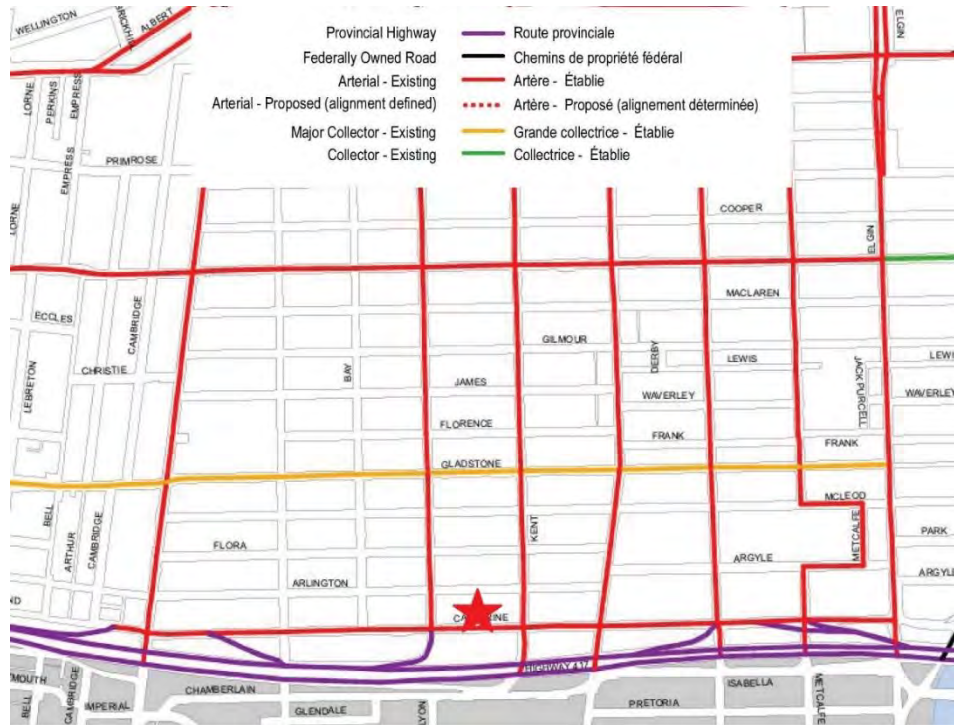 WELLINGTON
BRICKHIL
ALBERT
ELGIN
Provincial Highway Route provinciale
Federally Owned Road Chemins de propriété fédéral
Arterial - Existing Artère - Établie
Arterial - Proposed (alignment defined) Artère - Proposé (alignement déterminée)
Major Collector - Existing Grande collectrice - Établie
Collector - Existing Collectrice - Établie
LORNE
PERKINS
EMPRESS
PRIMROSE
EMPRESS
LORNE
COOPER
ELGIN
MACLAREN
ECCLES
CAMBRIDGE
GILMOUR
DERBY
LEWIS
LEWI
CHRISTIE
BAY
JAMES
JACK PURCELL
LEBRETON
WAVERLEY
WAVERLEY
FLORENCE
FRANK
FRANK
GLADSTONE
MCLEOD
BELL
ARTHUR
CAMBRIDGE
KENT
METCALFE
PARK
FLORA
ARGYLE
ARGYL
ARLINGTON
ND
HIGHWAY 417
MOUTH
BELL
CAMBRIDGE
IMPERIAL
CHAMBERLAIN
GLENDALE
LYON
PRETORIA
ISABELLA
METCALFE